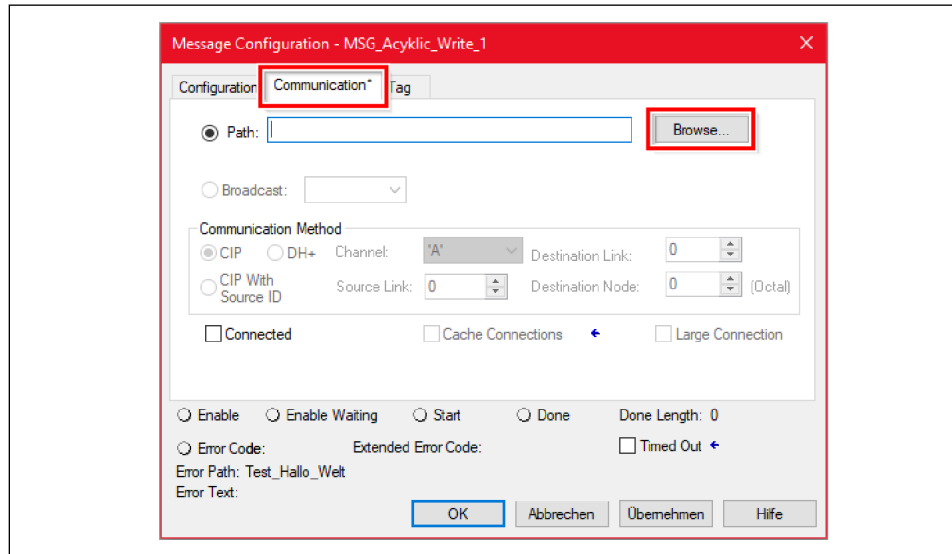 Message Configuration - MSG_Acyklic_Write_1
Configuration Communication* Tag
Path: Browse...
Broadcast:
Communication Method
CIP DH+ Channel: 'A' Destination Link: 0
CIP With Source ID Source Link: 0 Destination Node: 0 (Octal)
Connected Cache Connections Large Connection
Enable Enable Waiting Start Done Done Length: 0
Error Code: Extended Error Code: Timed Out
Error Path: Test_Hallo_Welt
Error Text:
OK Abbrechen Übernehmen Hilfe